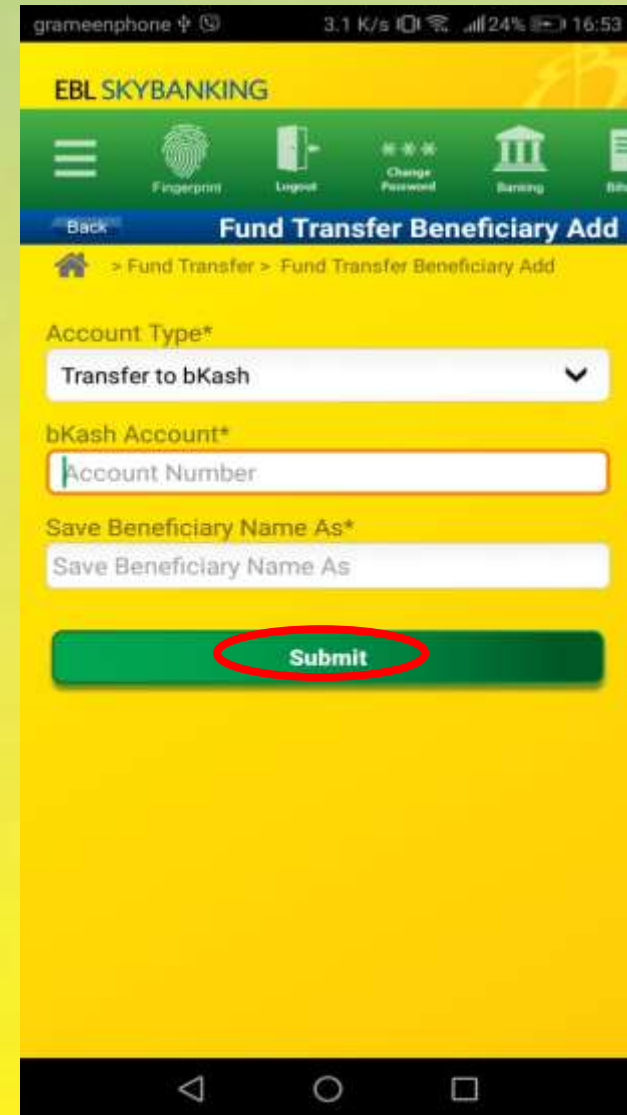 grameenphone 3.1 K/s 24% 16:53
EBL SKYBANKING
Fingerprint Logout Change Password Banking
Back Fund Transfer Beneficiary Add
> Fund Transfer > Fund Transfer Beneficiary Add
Account Type*
Transfer to bKash
bKash Account*
Account Number
Save Beneficiary Name As*
Save Beneficiary Name As
Submit